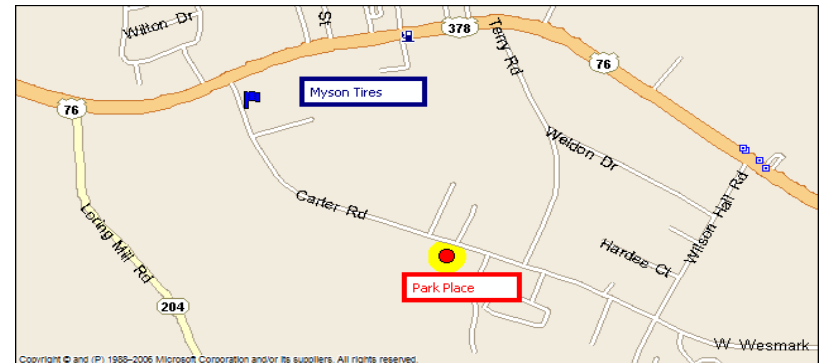 Wilton Dr
St
378
Terry Rd
76
Myson Tires
76
Weldon Dr
Carter Rd
Wilson Hall Rd
Loring Mill Rd
Hardee Ct
Park Place
204
W Wesmark
Copyright © and (P) 1988–2006 Microsoft Corporation and/or its suppliers. All rights reserved.